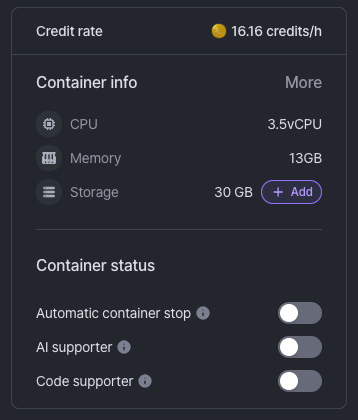 Credit rate 16.16 credits/h
Container info More
CPU 3.5vCPU
Memory 13GB
Storage 30 GB + Add
Container status
Automatic container stop
AI supporter
Code supporter